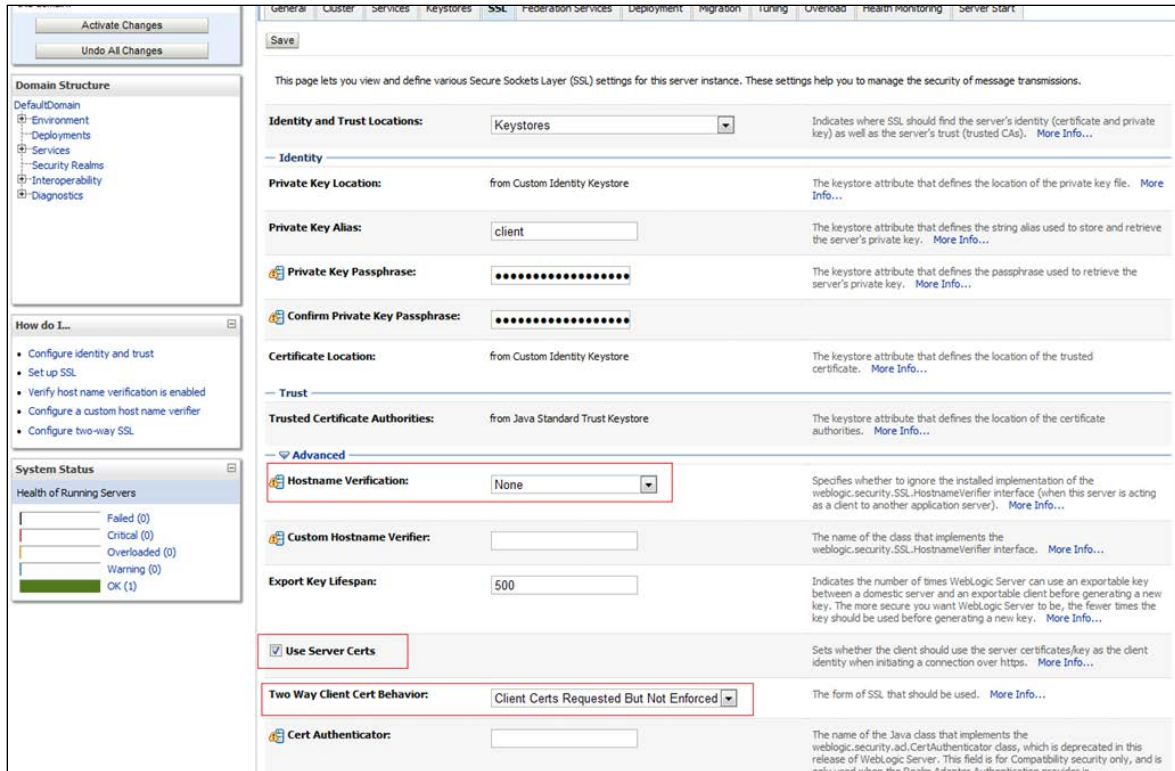 General Cluster Services Keystores SSL Federation Services Deployment Migration Tuning Overload Health Monitoring Server Start
Activate Changes
Undo All Changes
Save
This page lets you view and define various Secure Sockets Layer (SSL) settings for this server instance. These settings help you to manage the security of message transmissions.
Domain Structure
DefaultDomain
Environment
Deployments
Services
Security Realms
Interoperability
Diagnostics
How do I...
Configure identity and trust
Set up SSL
Verify host name verification is enabled
Configure a custom host name verifier
Configure two-way SSL
System Status
Health of Running Servers
Failed (0)
Critical (0)
Overloaded (0)
Warning (0)
OK (1)
Identity and Trust Locations: Keystores
Indicates where SSL should find the server's identity (certificate and private
key) as well as the server's trust (trusted CAs). More Info...
Identity
Private Key Location: from Custom Identity Keystore
The keystore attribute that defines the location of the private key file. More
Info...
Private Key Alias: client
The keystore attribute that defines the string alias used to store and retrieve
the server's private key. More Info...
Private Key Passphrase: ••••••••••••••••••
The keystore attribute that defines the passphrase used to retrieve the
server's private key. More Info...
Confirm Private Key Passphrase: ••••••••••••••••••
Certificate Location: from Custom Identity Keystore
The keystore attribute that defines the location of the trusted
certificate. More Info...
Trust
Trusted Certificate Authorities: from Java Standard Trust Keystore
The keystore attribute that defines the location of the certificate
authorities. More Info...
Advanced
Hostname Verification: None
Specifies whether to ignore the installed implementation of the
weblogic.security.SSL.HostnameVerifier interface (when this server is acting
as a client to another application server). More Info...
Custom Hostname Verifier:
The name of the class that implements the
weblogic.security.SSL.HostnameVerifier interface. More Info...
Export Key Lifespan: 500
Indicates the number of times WebLogic Server can use an exportable key
between a domestic server and an exportable client before generating a new
key. The more secure you want WebLogic Server to be, the fewer times the
key should be used before generating a new key. More Info...
Use Server Certs
Sets whether the client should use the server certificates/key as the client
identity when initiating a connection over https. More Info...
Two Way Client Cert Behavior: Client Certs Requested But Not Enforced
The form of SSL that should be used. More Info...
Cert Authenticator:
The name of the Java class that implements the
weblogic.security.acl.CertAuthenticator class, which is deprecated in this
release of WebLogic Server. This field is for Compatibility security only, and is
only used when the Realm Adapter Authentication provider is